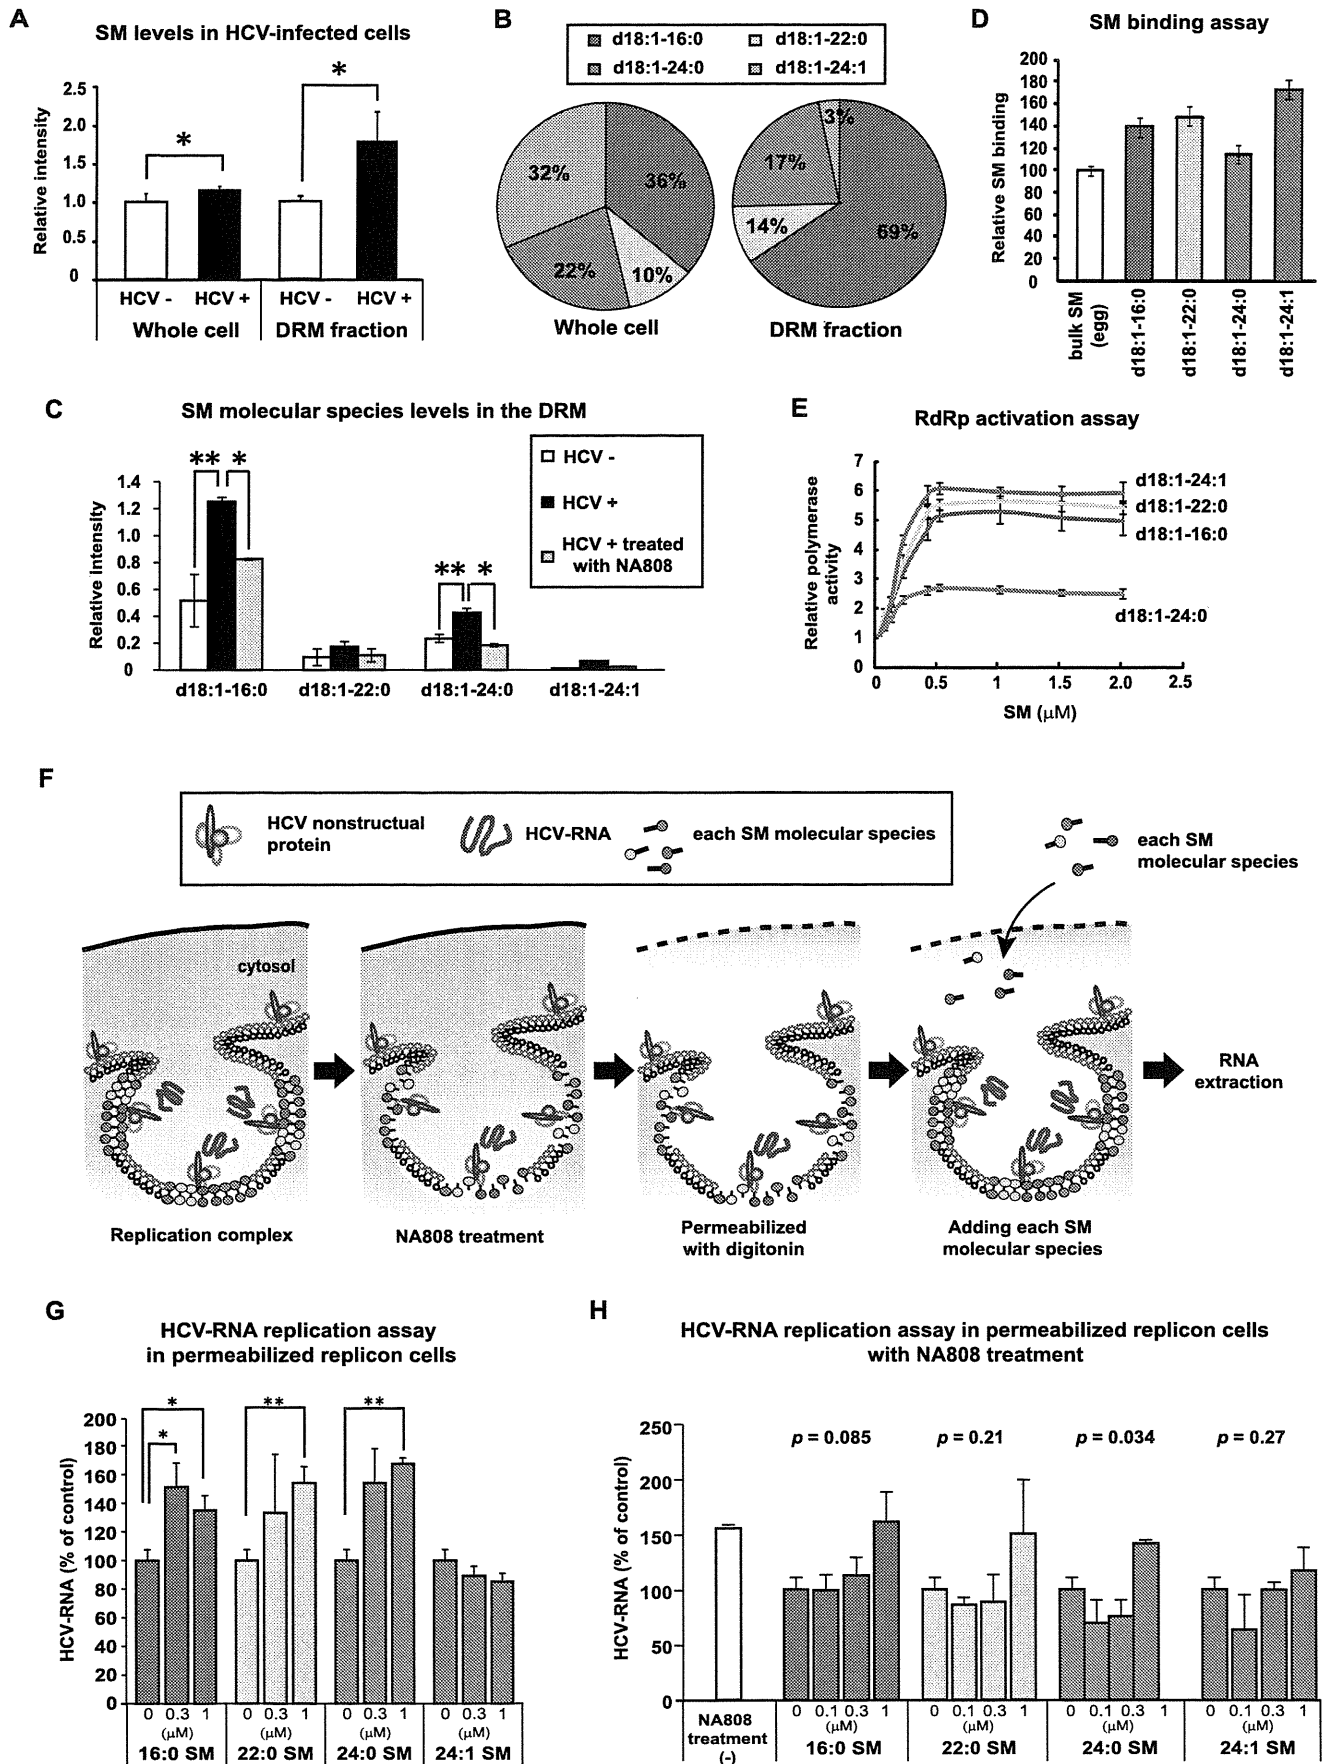 A
SM levels in HCV-infected cells
Relative intensity
2.5
2.0
1.5
1.0
0.5
0
*
*
HCV -
HCV +
HCV -
HCV +
Whole cell
DRM fraction
B
d18:1-16:0
d18:1-22:0
d18:1-24:0
d18:1-24:1
32%
36%
22%
10%
Whole cell
3%
17%
14%
69%
DRM fraction
D
SM binding assay
Relative SM binding
200
180
160
140
120
100
80
60
40
20
0
bulk SM
(egg)
d18:1-16:0
d18:1-22:0
d18:1-24:0
d18:1-24:1
C
SM molecular species levels in the DRM
Relative intensity
1.4
1.2
1.0
0.8
0.6
0.4
0.2
0
** *
** *
HCV -
HCV +
HCV + treated
with NA808
d18:1-16:0
d18:1-22:0
d18:1-24:0
d18:1-24:1
E
RdRp activation assay
Relative polymerase
activity
7
6
5
4
3
2
1
0
d18:1-24:1
d18:1-22:0
d18:1-16:0
d18:1-24:0
0
0.5
1
1.5
2.0
2.5
SM (μM)
F
HCV nonstructual
protein
HCV-RNA
each SM molecular species
each SM
molecular species
cytosol
RNA
extraction
Replication complex
NA808 treatment
Permeabilized
with digitonin
Adding each SM
molecular species
G
HCV-RNA replication assay
in permeabilized replicon cells
HCV-RNA (% of control)
200
180
160
140
120
100
80
60
40
20
0
*
*
**
**
0 0.3 1
(μM)
16:0 SM
0 0.3 1
(μM)
22:0 SM
0 0.3 1
(μM)
24:0 SM
0 0.3 1
(μM)
24:1 SM
H
HCV-RNA replication assay in permeabilized replicon cells
with NA808 treatment
HCV-RNA (% of control)
250
200
150
100
50
0
p = 0.085
p = 0.21
p = 0.034
p = 0.27
NA808
treatment
(-)
0 0.1 0.3 1
(μM)
16:0 SM
0 0.1 0.3 1
(μM)
22:0 SM
0 0.1 0.3 1
(μM)
24:0 SM
0 0.1 0.3 1
(μM)
24:1 SM